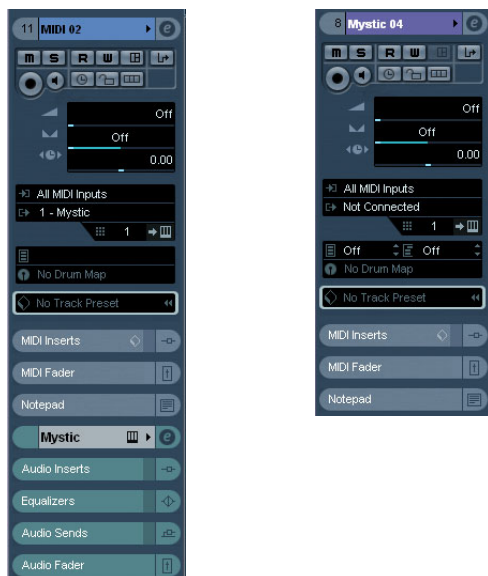 11 MIDI 02 e
m S R W
Off
Off
0.00
All MIDI Inputs
1 - Mystic
1
No Drum Map
No Track Preset
MIDI Inserts
MIDI Fader
Notepad
Mystic e
Audio Inserts
Equalizers
Audio Sends
Audio Fader
8 Mystic 04 e
m S R W
Off
Off
0.00
All MIDI Inputs
Not Connected
1
Off Off
No Drum Map
No Track Preset
MIDI Inserts
MIDI Fader
Notepad